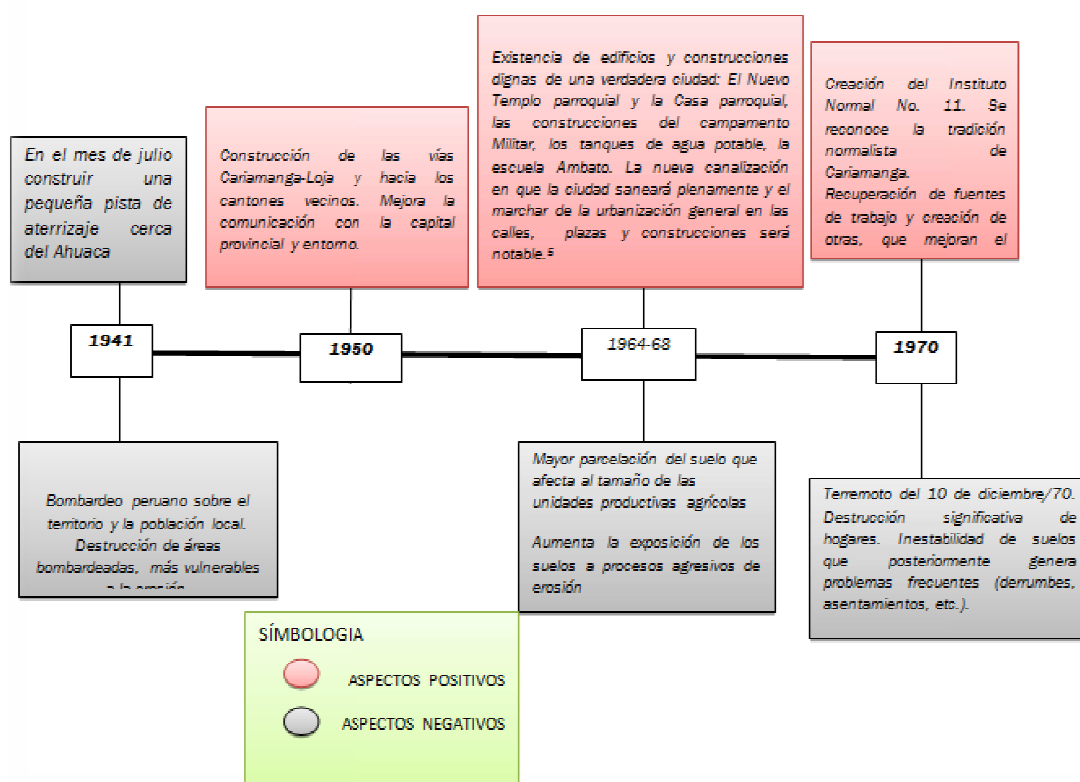 En el mes de julio
construir una
pequeña pista de
aterrizaje cerca
del Ahuaca
Construcción de las vías
Cariamanga-Loja y hacia los
cantones vecinos. Mejora la
comunicación con la capital
provincial y entorno.
Existencia de edificios y construcciones
dignas de una verdadera ciudad: El Nuevo
Templo parroquial y la Casa parroquial,
las construcciones del campamento
Militar, los tanques de agua potable, la
escuela Ambato. La nueva canalización
en que la ciudad saneará plenamente y el
marchar de la urbanización general en las
calles, plazas y construcciones será
notable.⁵
Creación del Instituto
Normal No. 11. Se
reconoce la tradición
normalista de
Cariamanga.
Recuperación de fuentes
de trabajo y creación de
otras, que mejoran el
1941
1950
1964-68
1970
Bombardeo peruano sobre el
territorio y la población local.
Destrucción de áreas
bombardeadas, más vulnerables
a la erosión
Mayor parcelación del suelo que
afecta al tamaño de las
unidades productivas agrícolas
Aumenta la exposición de los
suelos a procesos agresivos de
erosión
Terremoto del 10 de diciembre/70.
Destrucción significativa de
hogares. Inestabilidad de suelos
que posteriormente genera
problemas frecuentes (derrumbes,
asentamientos, etc.).
SÍMBOLOGIA
ASPECTOS POSITIVOS
ASPECTOS NEGATIVOS